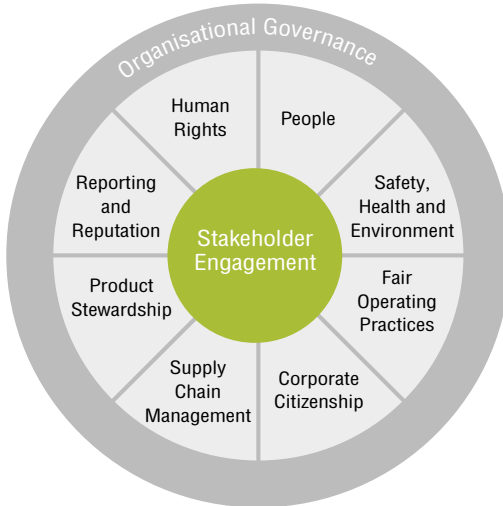 Organisational Governance
Human
Rights
People
Reporting
and
Reputation
Safety,
Health and
Environment
Stakeholder
Engagement
Product
Stewardship
Fair
Operating
Practices
Supply
Chain
Management
Corporate
Citizenship